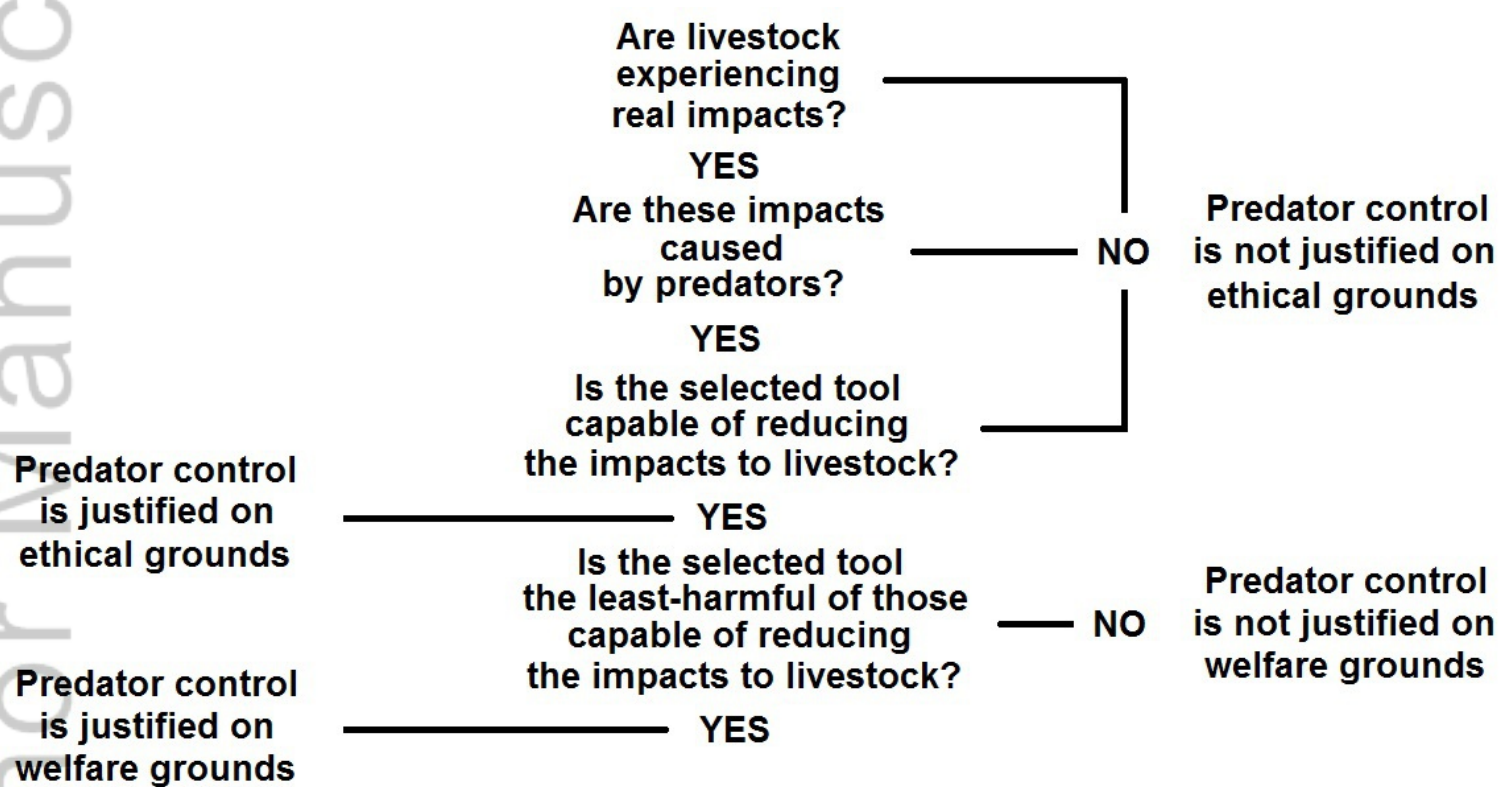 Are livestock
experiencing
real impacts?
YES
Are these impacts
caused
by predators?
NO
Predator control
is not justified on
ethical grounds
YES
Is the selected tool
capable of reducing
the impacts to livestock?
YES
Predator control
is justified on
ethical grounds
Is the selected tool
the least-harmful of those
capable of reducing
the impacts to livestock?
NO
Predator control
is not justified on
welfare grounds
YES
Predator control
is justified on
welfare grounds